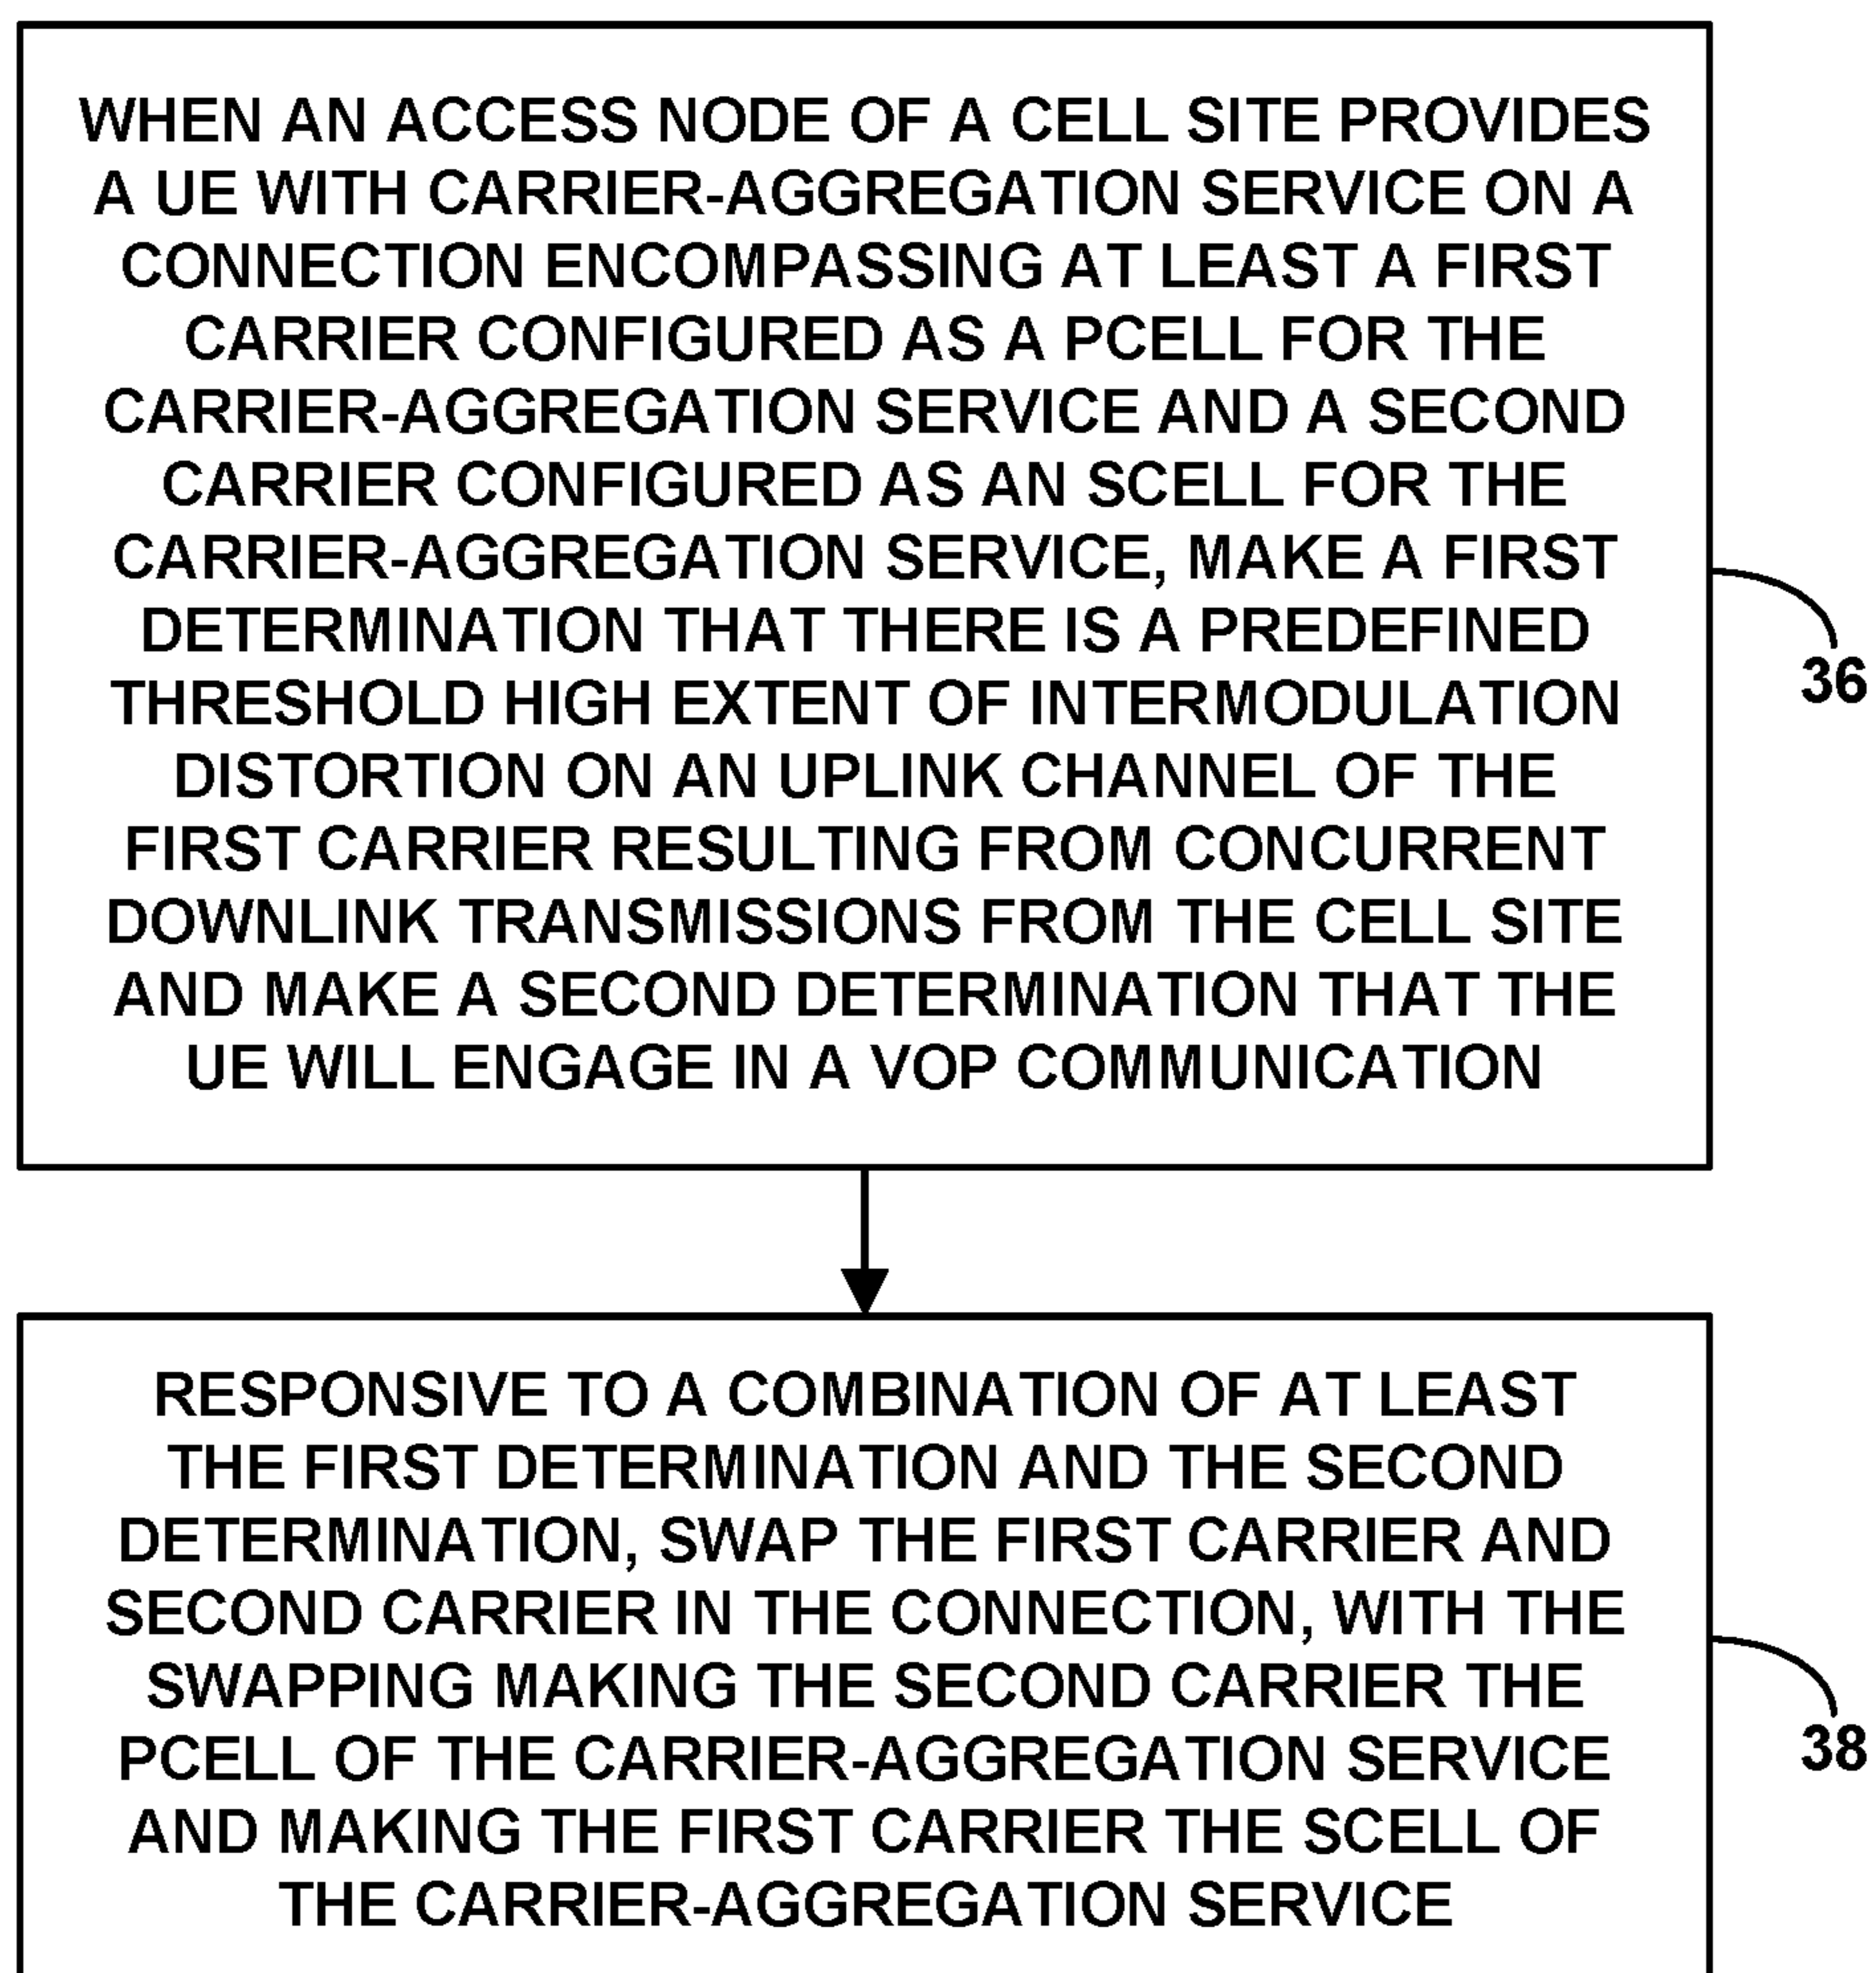 WHEN AN ACCESS NODE OF A CELL SITE PROVIDES
A UE WITH CARRIER-AGGREGATION SERVICE ON A
CONNECTION ENCOMPASSING AT LEAST A FIRST
CARRIER CONFIGURED AS A PCELL FOR THE
CARRIER-AGGREGATION SERVICE AND A SECOND
CARRIER CONFIGURED AS AN SCELL FOR THE
CARRIER-AGGREGATION SERVICE, MAKE A FIRST
DETERMINATION THAT THERE IS A PREDEFINED
THRESHOLD HIGH EXTENT OF INTERMODULATION
DISTORTION ON AN UPLINK CHANNEL OF THE
FIRST CARRIER RESULTING FROM CONCURRENT
DOWNLINK TRANSMISSIONS FROM THE CELL SITE
AND MAKE A SECOND DETERMINATION THAT THE
UE WILL ENGAGE IN A VOP COMMUNICATION
36
RESPONSIVE TO A COMBINATION OF AT LEAST
THE FIRST DETERMINATION AND THE SECOND
DETERMINATION, SWAP THE FIRST CARRIER AND
SECOND CARRIER IN THE CONNECTION, WITH THE
SWAPPING MAKING THE SECOND CARRIER THE
PCELL OF THE CARRIER-AGGREGATION SERVICE
AND MAKING THE FIRST CARRIER THE SCELL OF
THE CARRIER-AGGREGATION SERVICE
38